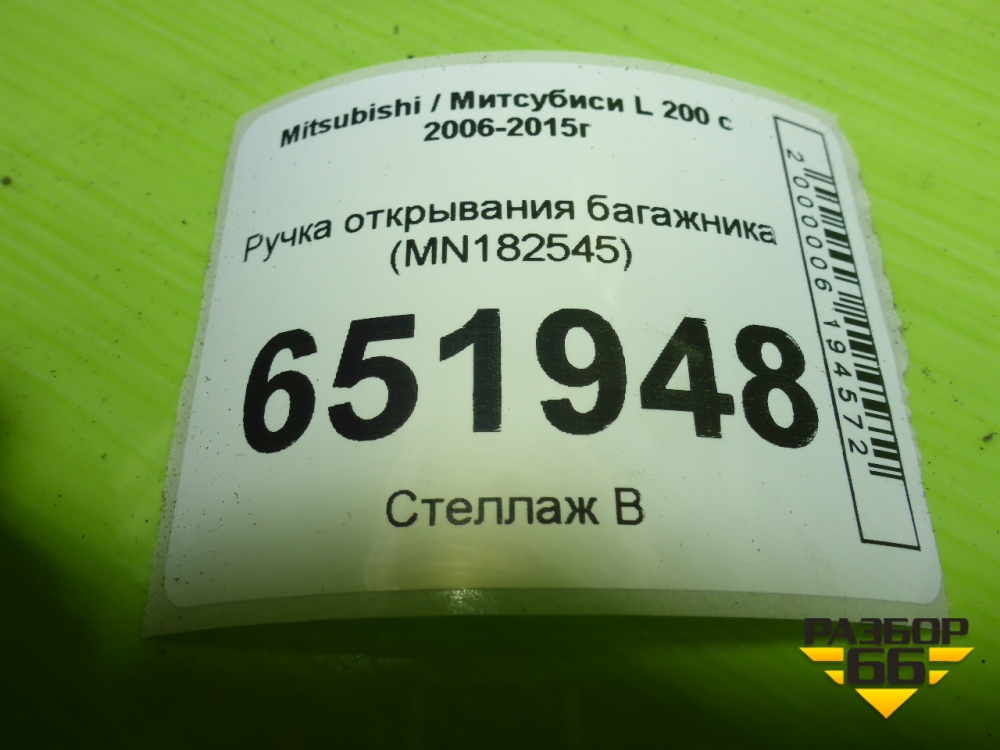 Mitsubishi / Митсубиси L 200 с
2006-2015г
Ручка открывания багажника
(MN182545)
651948
Стеллаж В
2000006194572
РАЗБОР
66